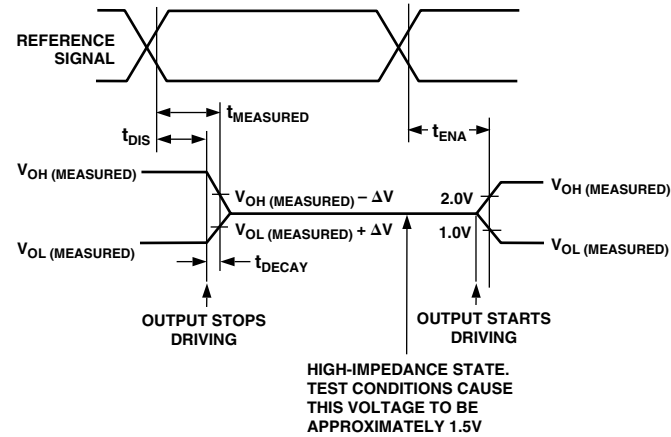 REFERENCE
SIGNAL
tMEASURED
tDIS
tENA
VOH (MEASURED)
VOH (MEASURED) – ΔV
2.0V
VOH (MEASURED)
VOL (MEASURED)
VOL (MEASURED) + ΔV
1.0V
VOL (MEASURED)
tDECAY
OUTPUT STOPS
DRIVING
OUTPUT STARTS
DRIVING
HIGH-IMPEDANCE STATE.
TEST CONDITIONS CAUSE
THIS VOLTAGE TO BE
APPROXIMATELY 1.5V